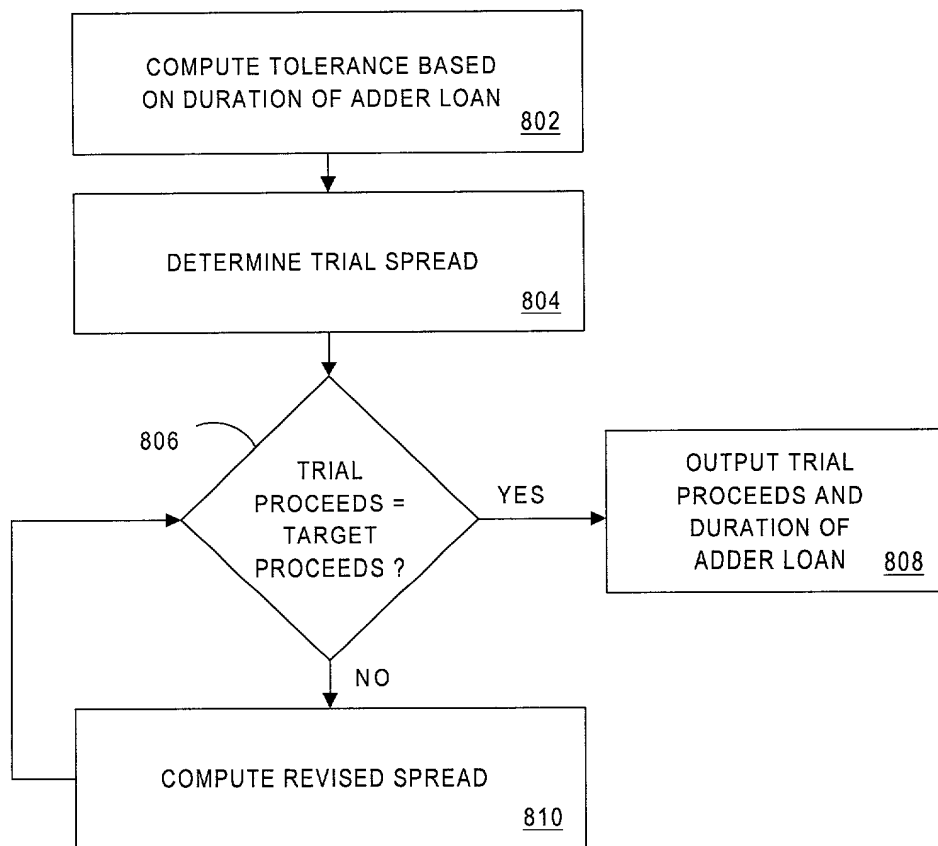 COMPUTE TOLERANCE BASED
ON DURATION OF ADDER LOAN
802
DETERMINE TRIAL SPREAD
804
806
TRIAL
PROCEEDS =
TARGET
PROCEEDS ?
YES
OUTPUT TRIAL
PROCEEDS AND
DURATION OF
ADDER LOAN
808
NO
COMPUTE REVISED SPREAD
810